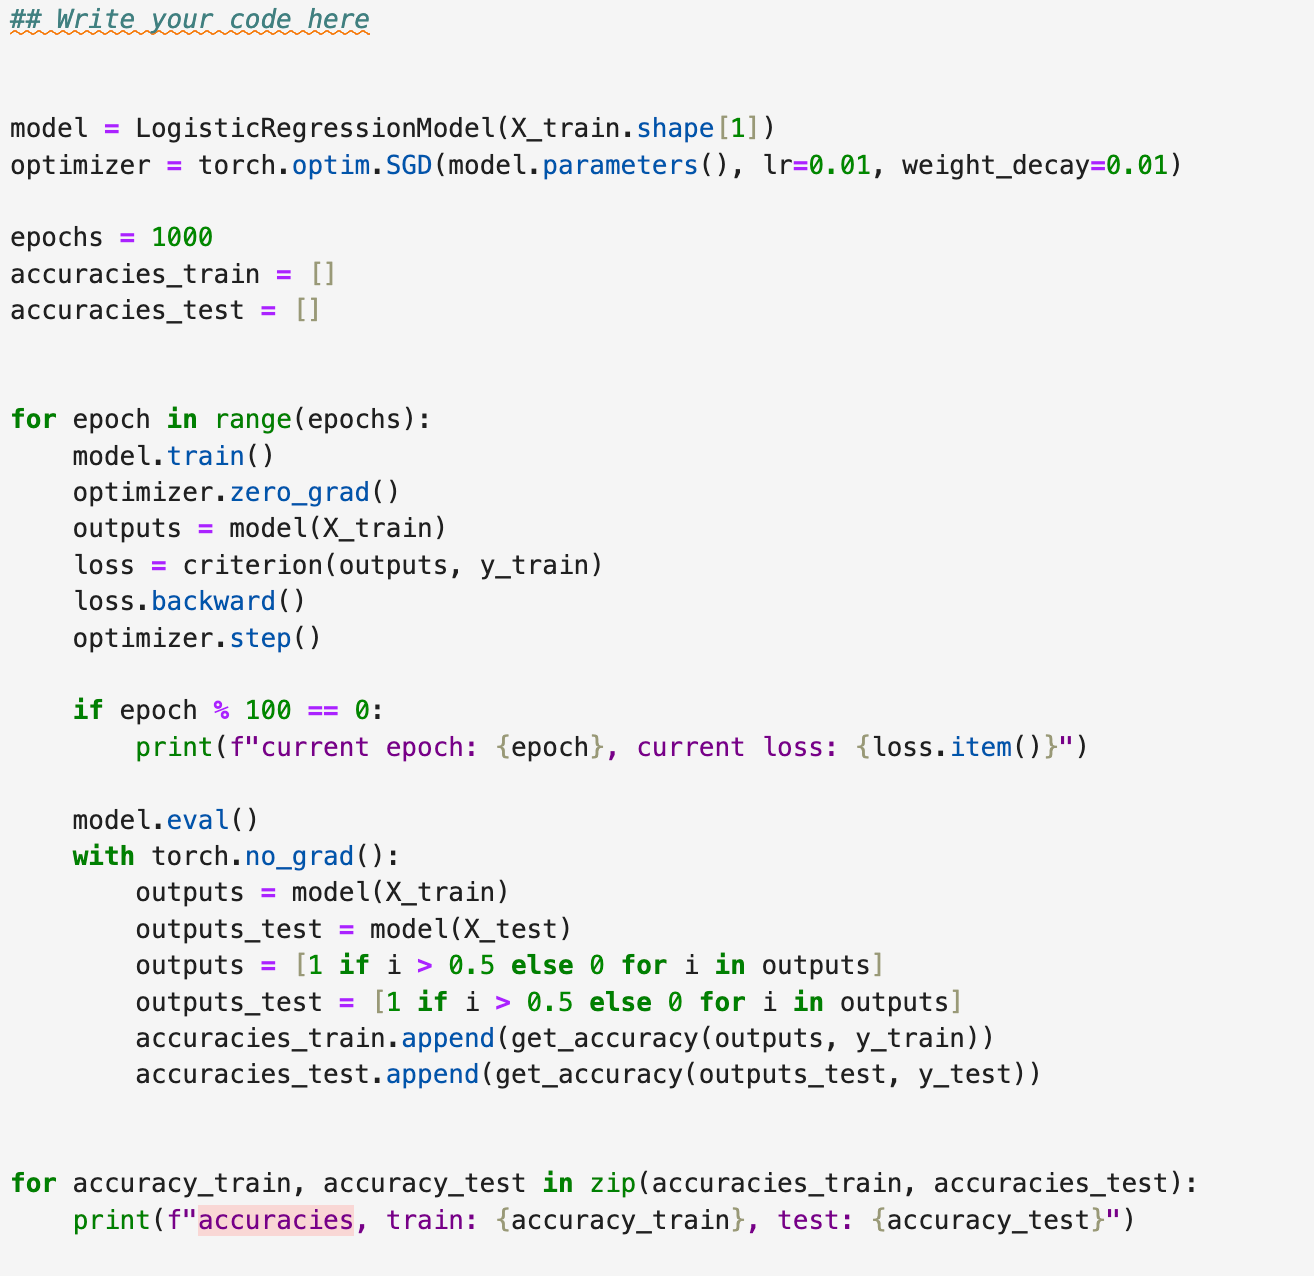 ## Write your code here
model = LogisticRegressionModel(X_train.shape[1])
optimizer = torch.optim.SGD(model.parameters(), lr=0.01, weight_decay=0.01)
epochs = 1000
accuracies_train = []
accuracies_test = []
for epoch in range(epochs):
    model.train()
    optimizer.zero_grad()
    outputs = model(X_train)
    loss = criterion(outputs, y_train)
    loss.backward()
    optimizer.step()
    if epoch % 100 == 0:
        print(f"current epoch: {epoch}, current loss: {loss.item()}")
    model.eval()
    with torch.no_grad():
        outputs = model(X_train)
        outputs_test = model(X_test)
        outputs = [1 if i > 0.5 else 0 for i in outputs]
        outputs_test = [1 if i > 0.5 else 0 for i in outputs]
        accuracies_train.append(get_accuracy(outputs, y_train))
        accuracies_test.append(get_accuracy(outputs_test, y_test))
for accuracy_train, accuracy_test in zip(accuracies_train, accuracies_test):
    print(f"accuracies, train: {accuracy_train}, test: {accuracy_test}")